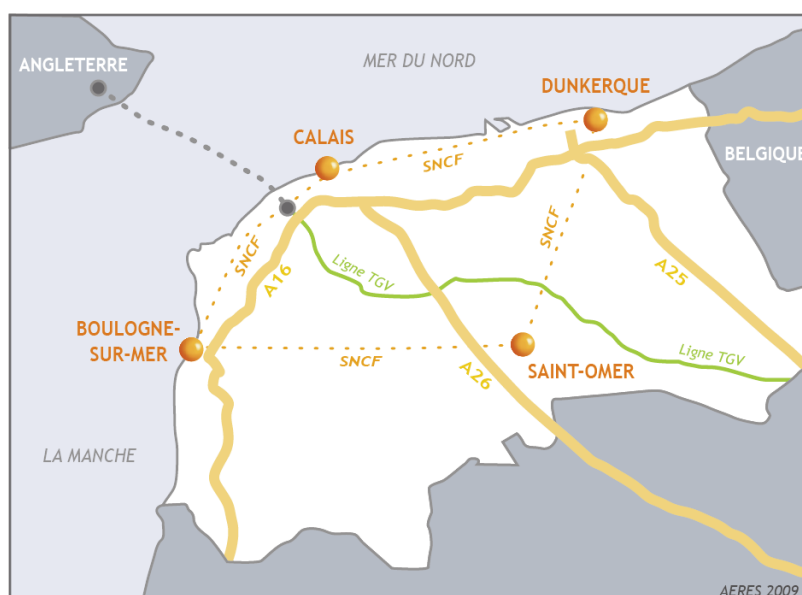 MER DU NORD
ANGLETERRE
DUNKERQUE
CALAIS
BELGIQUE
SNCF
SNCF
SNCF
A16
Ligne TGV
A25
BOULOGNE-
SUR-MER
SNCF
Ligne TGV
SAINT-OMER
A26
LA MANCHE
AERES 2009